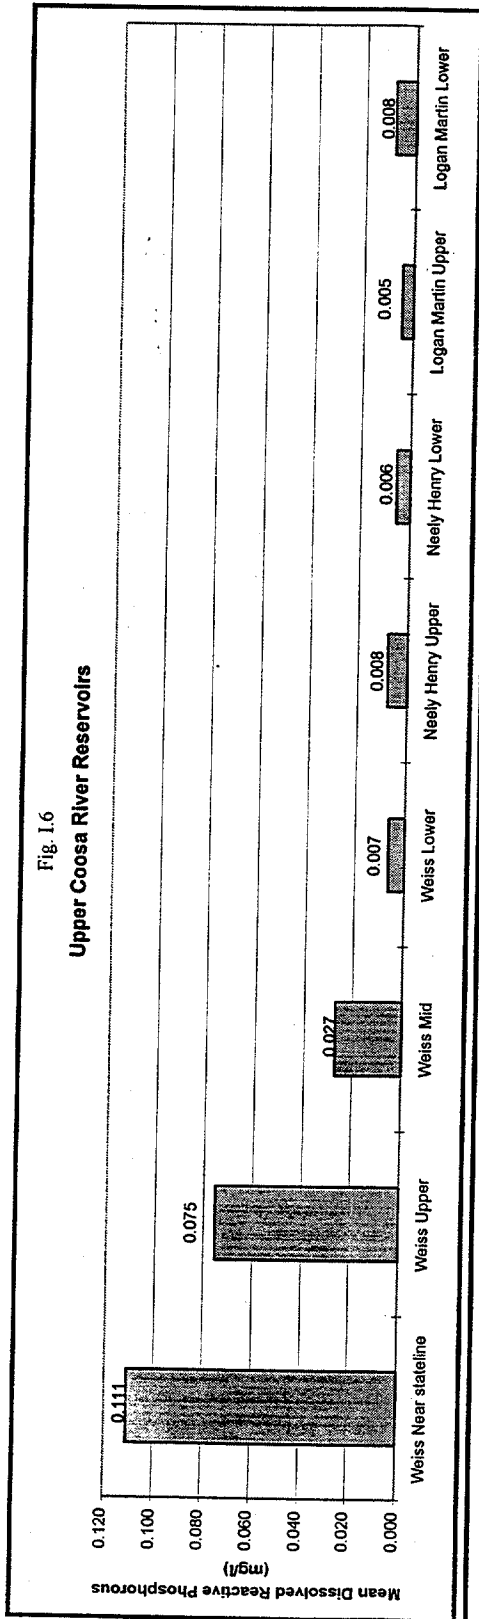 Fig. I.6
Upper Coosa River Reservoirs
Mean Dissolved Reactive Phosphorous
(mg/l)
0.120
0.100
0.080
0.060
0.040
0.020
0.000
0.111
0.075
0.027
0.007
0.008
0.006
0.005
0.008
Weiss Near stateline
Weiss Upper
Weiss Mid
Weiss Lower
Neely Henry Upper
Neely Henry Lower
Logan Martin Upper
Logan Martin Lower